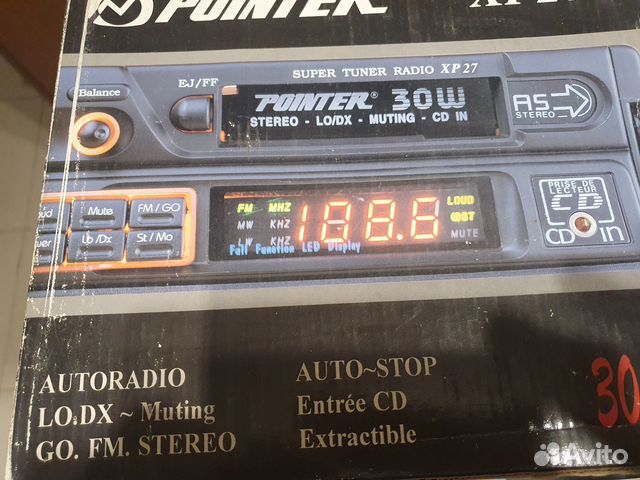 POINTER
Balance
EJ/FF
SUPER TUNER RADIO XP27
POINTER® 30W
STEREO - LO/DX - MUTING - CD IN
AS
STEREO
Mute
FM/GO
Lo/Dx
St/Mo
FM MHZ
MW KHZ
LW KHZ
188.8
LOUD
ST
MUTE
Full Function LED Display
PRISE DE
LECTEUR
CD
CD IN
AUTORADIO
LO.DX ~ Muting
GO. FM. STEREO
AUTO~STOP
Entrée CD
Extractible
30
Avito